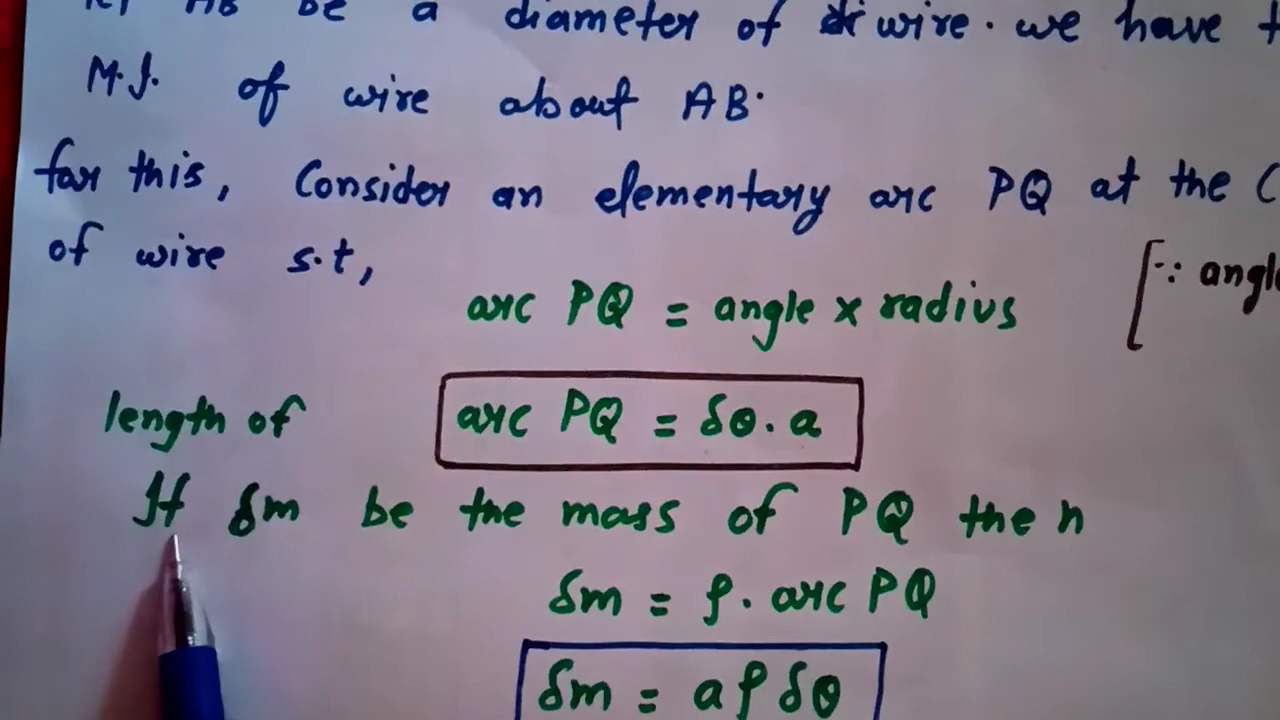 AB be a diameter of wire. we have
M.I. of wire about AB.
for this, Consider an elementary arc PQ at the
of wire s.t,
[∵ angle
arc PQ = angle x radius
length of arc PQ = δθ.a
If δm be the mass of PQ then
δm = ρ. arc PQ
δm = aρδθ